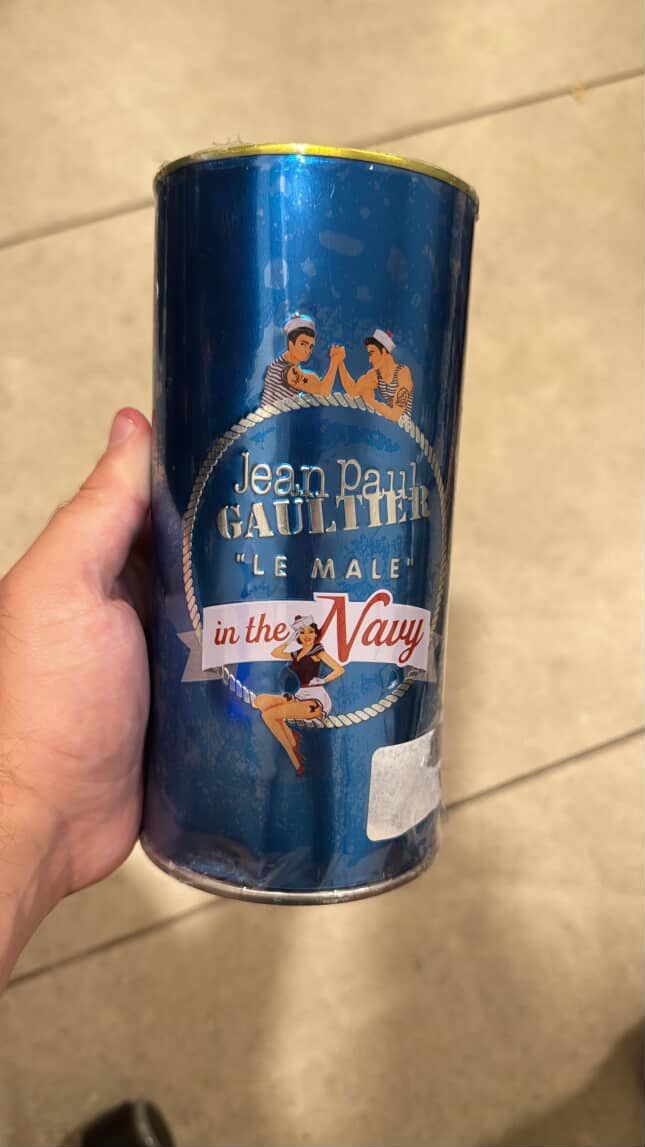 Jean Paul
GAULTIER
"LE MALE"
in the Navy